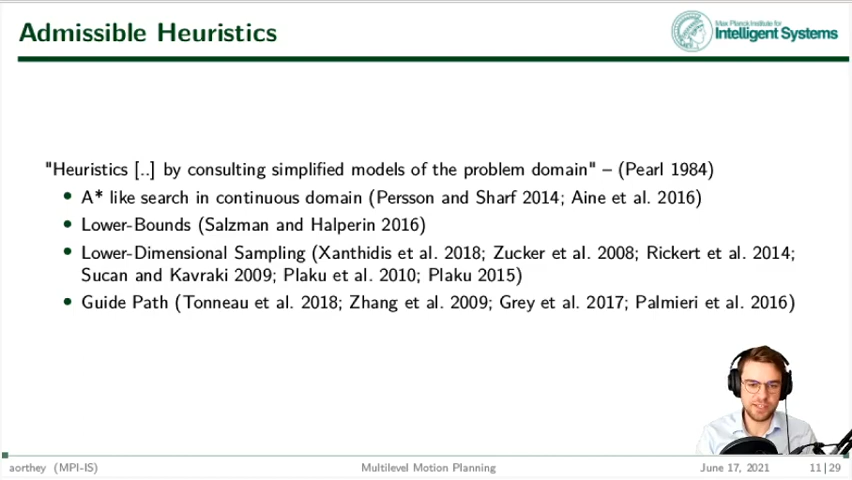 Admissible Heuristics
Max Planck Institute for
Intelligent Systems
"Heuristics [..] by consulting simplified models of the problem domain" – (Pearl 1984)
• A* like search in continuous domain (Persson and Sharf 2014; Aine et al. 2016)
• Lower-Bounds (Salzman and Halperin 2016)
• Lower-Dimensional Sampling (Xanthidis et al. 2018; Zucker et al. 2008; Rickert et al. 2014;
Sucan and Kavraki 2009; Plaku et al. 2010; Plaku 2015)
• Guide Path (Tonneau et al. 2018; Zhang et al. 2009; Grey et al. 2017; Palmieri et al. 2016)
aorthey (MPI-IS) Multilevel Motion Planning June 17, 2021 11|29